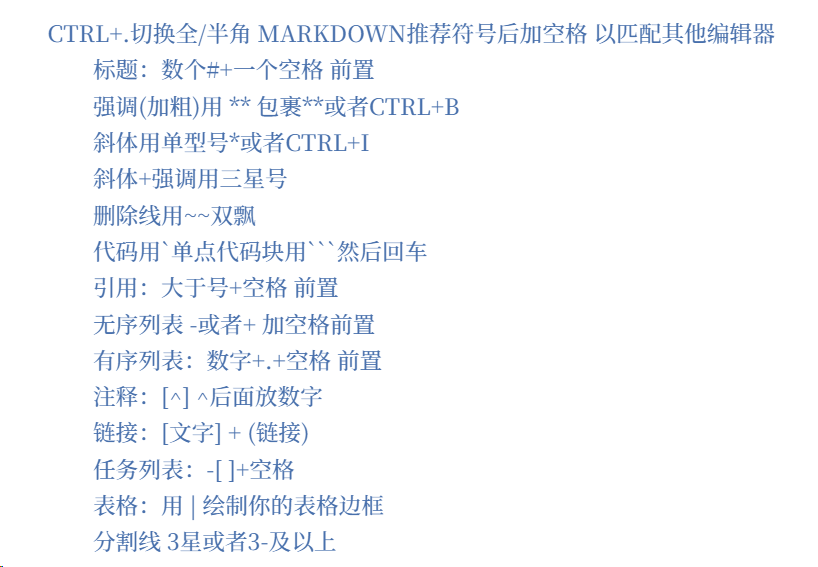 CTRL+.切换全/半角 MARKDOWN推荐符号后加空格 以匹配其他编辑器
标题：数个#+一个空格 前置
强调(加粗)用 ** 包裹**或者CTRL+B
斜体用单型号*或者CTRL+I
斜体+强调用三星号
删除线用~~双飘
代码用`单点代码块用```然后回车
引用：大于号+空格 前置
无序列表 -或者+ 加空格前置
有序列表：数字+.+空格 前置
注释：[^] ^后面放数字
链接：[文字] + (链接)
任务列表：-[ ]+空格
表格：用 | 绘制你的表格边框
分割线 3星或者3-及以上